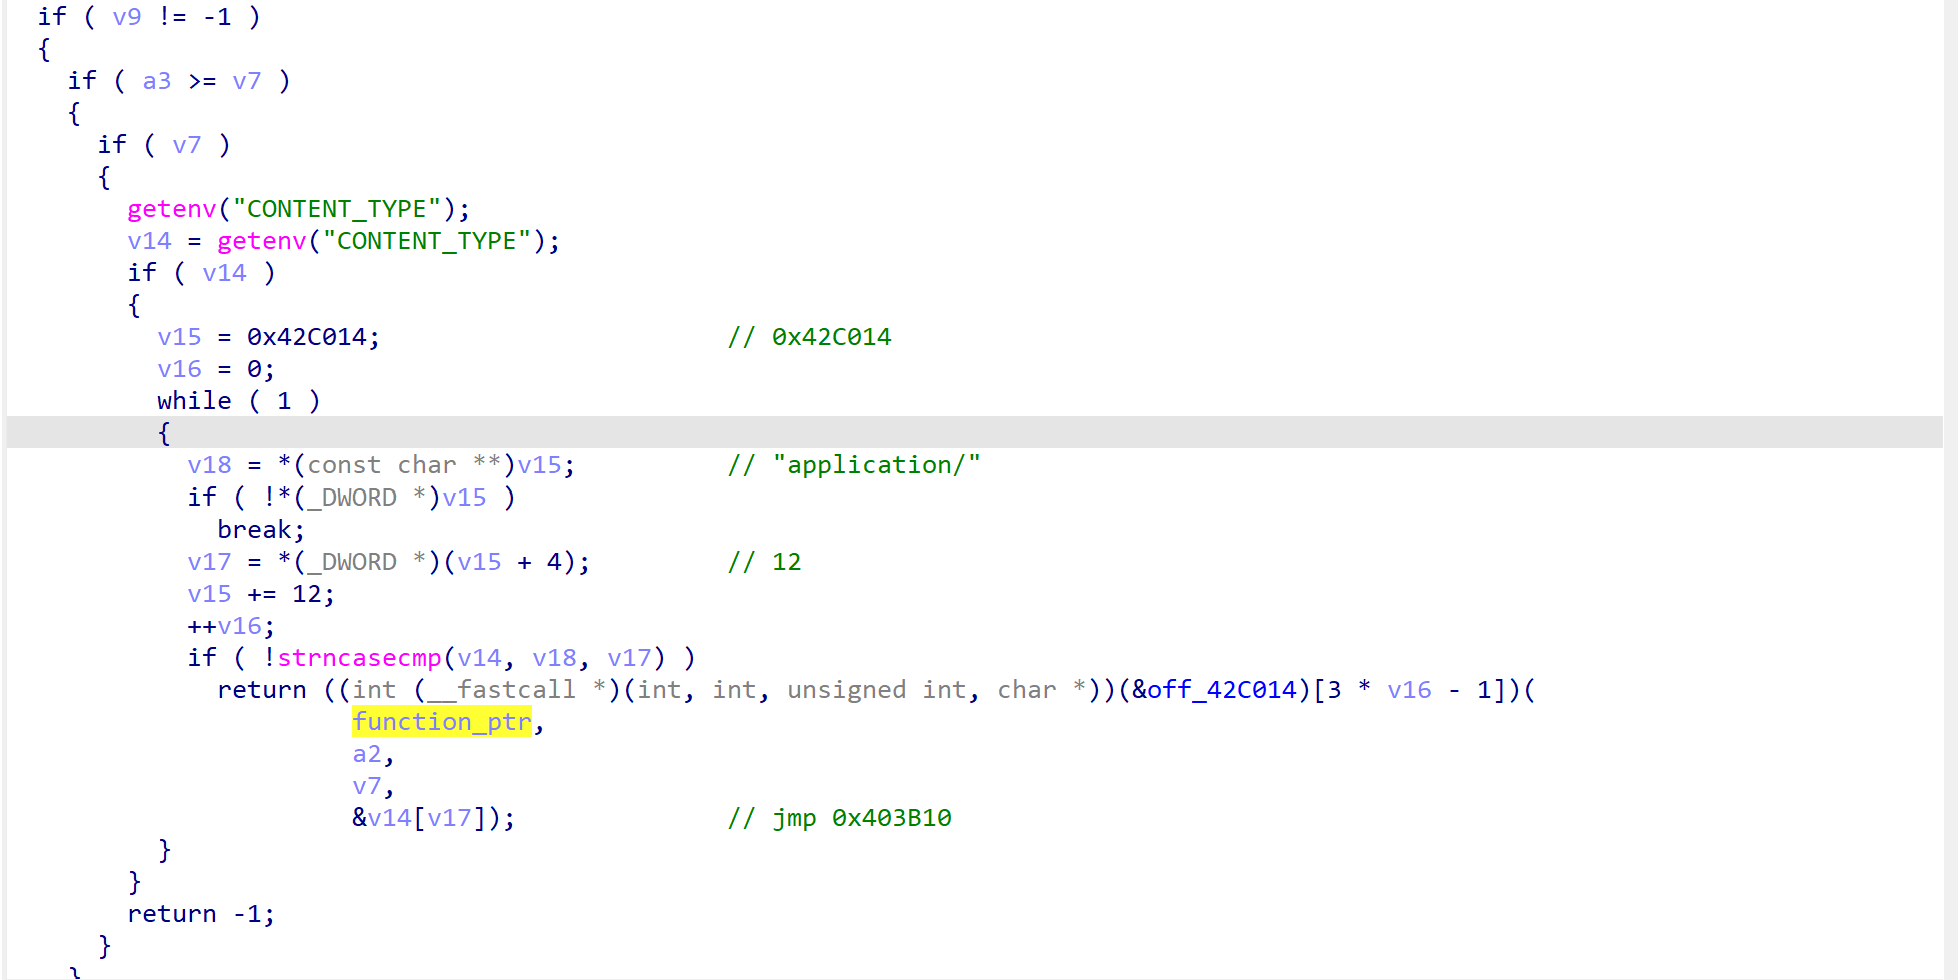 if ( v9 != -1 )
{
if ( a3 >= v7 )
{
if ( v7 )
{
getenv("CONTENT_TYPE");
v14 = getenv("CONTENT_TYPE");
if ( v14 )
{
v15 = 0x42C014; // 0x42C014
v16 = 0;
while ( 1 )
{
v18 = *(const char **)v15; // "application/"
if ( !*(_DWORD *)v15 )
break;
v17 = *(_DWORD *)(v15 + 4); // 12
v15 += 12;
++v16;
if ( !strncasecmp(v14, v18, v17) )
return ((int (__fastcall *)(int, int, unsigned int, char *))(&off_42C014)[3 * v16 - 1])(
function_ptr,
a2,
v7,
&v14[v17]); // jmp 0x403B10
}
}
return -1;
}
}